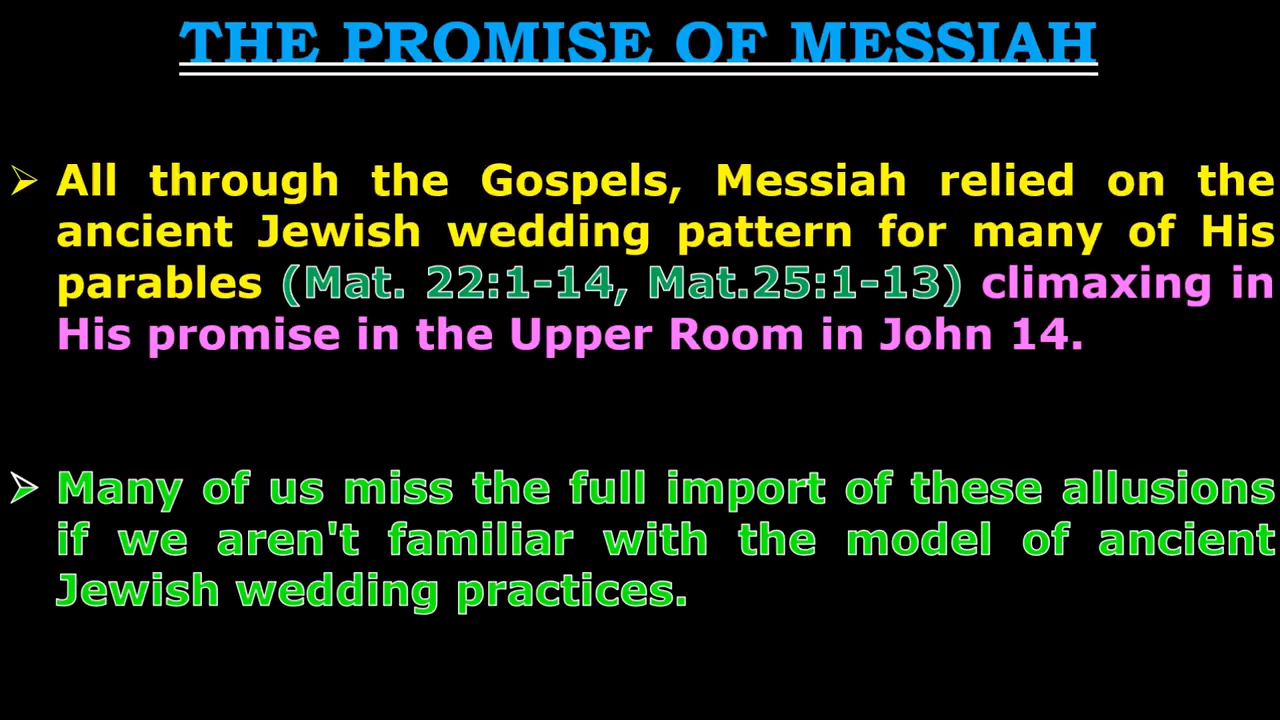 THE PROMISE OF MESSIAH
➢ All through the Gospels, Messiah relied on the
ancient Jewish wedding pattern for many of His
parables (Mat. 22:1-14, Mat.25:1-13) climaxing in
His promise in the Upper Room in John 14.
➢ Many of us miss the full import of these allusions
if we aren't familiar with the model of ancient
Jewish wedding practices.